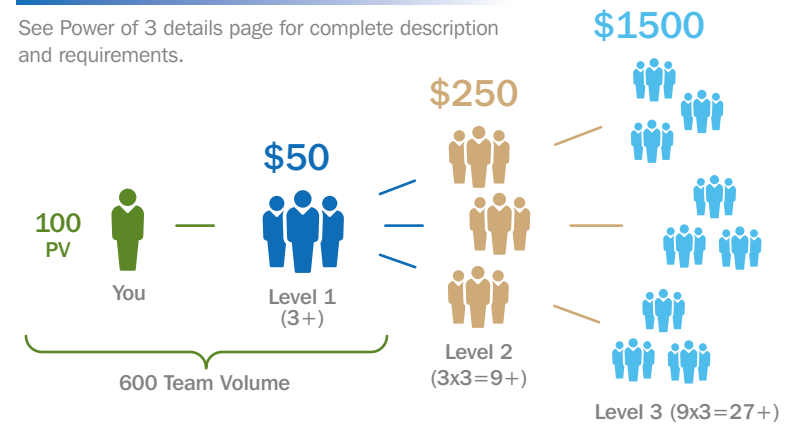 See Power of 3 details page for complete description
and requirements.
$1500
$250
$50
100
PV
You
Level 1
(3+)
600 Team Volume
Level 2
(3x3=9+)
Level 3 (9x3=27+)